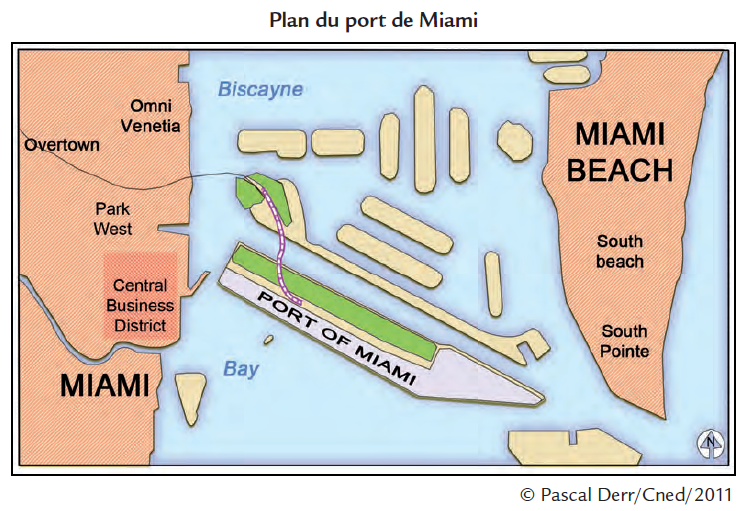 Plan du port de Miami
Biscayne
Omni
Venetia
Overtown
MIAMI
BEACH
Park
West
South
beach
Central
Business
District
PORT OF MIAMI
South
Pointe
Bay
MIAMI
N
© Pascal Derr/Cned/2011